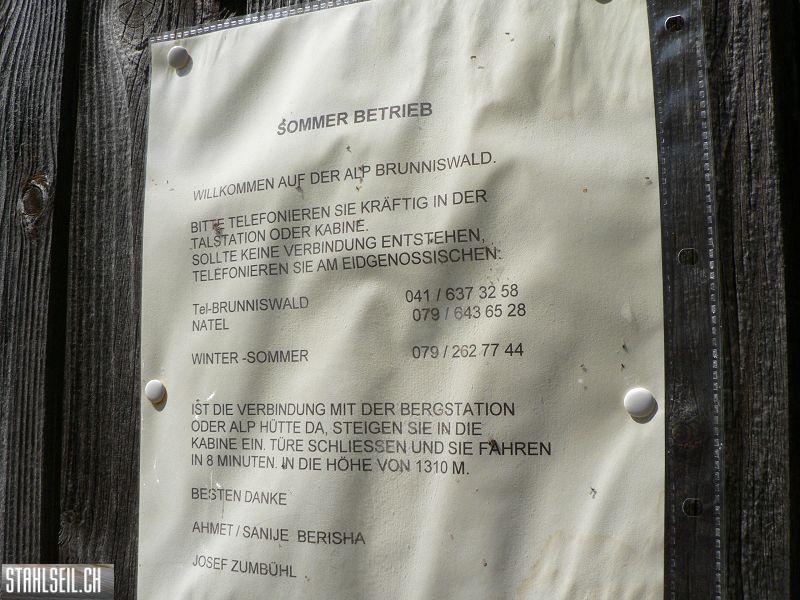 SOMMER BETRIEB
WILLKOMMEN AUF DER ALP BRUNNISWALD.
BITTE TELEFONIEREN SIE KRÄFTIG IN DER
TALSTATION ODER KABINE.
SOLLTE KEINE VERBINDUNG ENTSTEHEN,
TELEFONIEREN SIE AM EIDGENOSSISCHEN:
Tel-BRUNNISWALD 041 / 637 32 58
NATEL 079 / 643 65 28
WINTER -SOMMER 079 / 262 77 44
IST DIE VERBINDUNG MIT DER BERGSTATION
ODER ALP HÜTTE DA, STEIGEN SIE IN DIE
KABINE EIN. TÜRE SCHLIESSEN UND SIE FAHREN
IN 8 MINUTEN. IN DIE HÖHE VON 1310 M.
BESTEN DANKE
AHMET / SANIJE BERISHA
JOSEF ZUMBÜHL
STAHLSEIL.CH